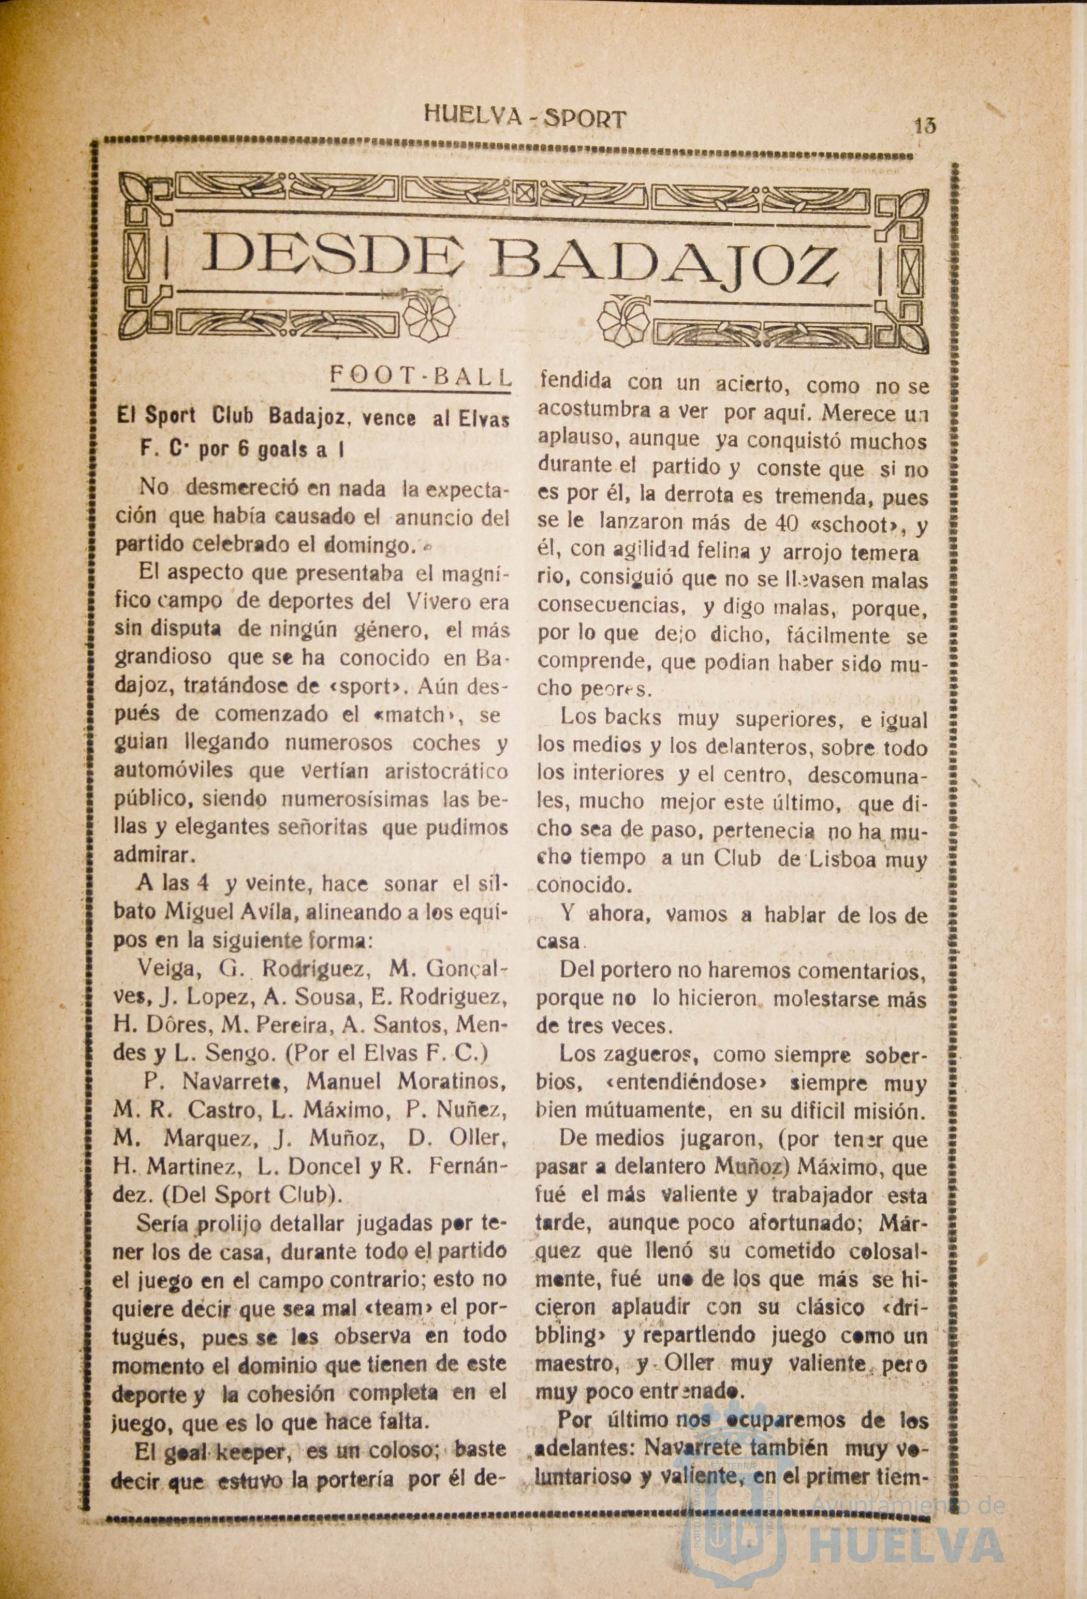 HUELVA - SPORT
13
DESDE BADAJOZ
FOOT-BALL
El Sport Club Badajoz, vence al Elvas
F. C· por 6 goals a 1
No desmereció en nada la expecta-
ción que había causado el anuncio del
partido celebrado el domingo.
El aspecto que presentaba el magní-
fico campo de deportes del Vivero era
sin disputa de ningún género, el más
grandioso que se ha conocido en Ba-
dajoz, tratándose de ‹sport›. Aún des-
pués de comenzado el «match›, se
guian llegando numerosos coches y
automóviles que vertían aristocrático
público, siendo numerosísimas las be-
llas y elegantes señoritas que pudimos
admirar.
A las 4 y veinte, hace sonar el sil-
bato Miguel Avila, alineando a los equi-
pos en la siguiente forma:
Veiga, G. Rodriguez, M. Gonçal-
ves, J. Lopez, A. Sousa, E. Rodriguez,
H. Dôres, M. Pereira, A. Santos, Men-
des y L. Sengo. (Por el Elvas F. C.)
P. Navarrete, Manuel Moratinos,
M. R. Castro, L. Máximo, P. Nuñez,
M. Marquez, J. Muñoz, D. Oller,
H. Martinez, L. Doncel y R. Fernán-
dez. (Del Sport Club).
Sería prolijo detallar jugadas por te-
ner los de casa, durante todo el partido
el juego en el campo contrario; esto no
quiere decir que sea mal ‹team› el por-
tugués, pues se les observa en todo
momento el dominio que tienen de este
deporte y la cohesión completa en el
juego, que es lo que hace falta.
El goal keeper, es un coloso; baste
decir que estuvo la portería por él de-
fendida con un acierto, como no se
acostumbra a ver por aquí. Merece un
aplauso, aunque ya conquistó muchos
durante el partido y conste que si no
es por él, la derrota es tremenda, pues
se le lanzaron más de 40 «schoot›, y
él, con agilidad felina y arrojo temera
rio, consiguió que no se llevasen malas
consecuencias, y digo malas, porque,
por lo que dejo dicho, fácilmente se
comprende, que podian haber sido mu-
cho peores.
Los backs muy superiores, e igual
los medios y los delanteros, sobre todo
los interiores y el centro, descomuna-
les, mucho mejor este último, que di-
cho sea de paso, pertenecia no ha mu-
cho tiempo a un Club de Lisboa muy
conocido.
Y ahora, vamos a hablar de los de
casa.
Del portero no haremos comentarios,
porque no lo hicieron molestarse más
de tres veces.
Los zagueros, como siempre sober-
bios, ‹entendiéndose› siempre muy
bien mútuamente, en su dificil misión.
De medios jugaron, (por tener que
pasar a delantero Muñoz) Máximo, que
fué el más valiente y trabajador esta
tarde, aunque poco afortunado; Már-
quez que llenó su cometido colosal-
mente, fué uno de los que más se hi-
cieron aplaudir con su clásico ‹dri-
bbling› y repartiendo juego como un
maestro, y Oller muy valiente pero
muy poco entrenado.
Por último nos ocuparemos de los
adelantes: Navarrete también muy vo-
luntarioso y valiente, en el primer tiem-
Ayuntamiento de
HUELVA